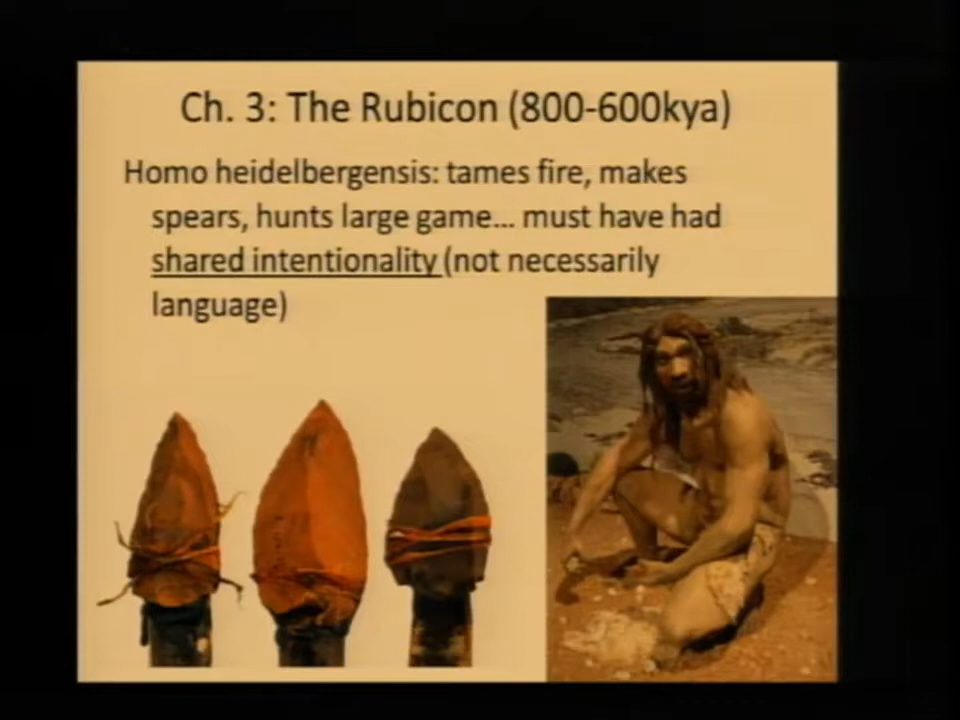 Ch. 3: The Rubicon (800-600kya)
Homo heidelbergensis: tames fire, makes
spears, hunts large game... must have had
shared intentionality (not necessarily
language)